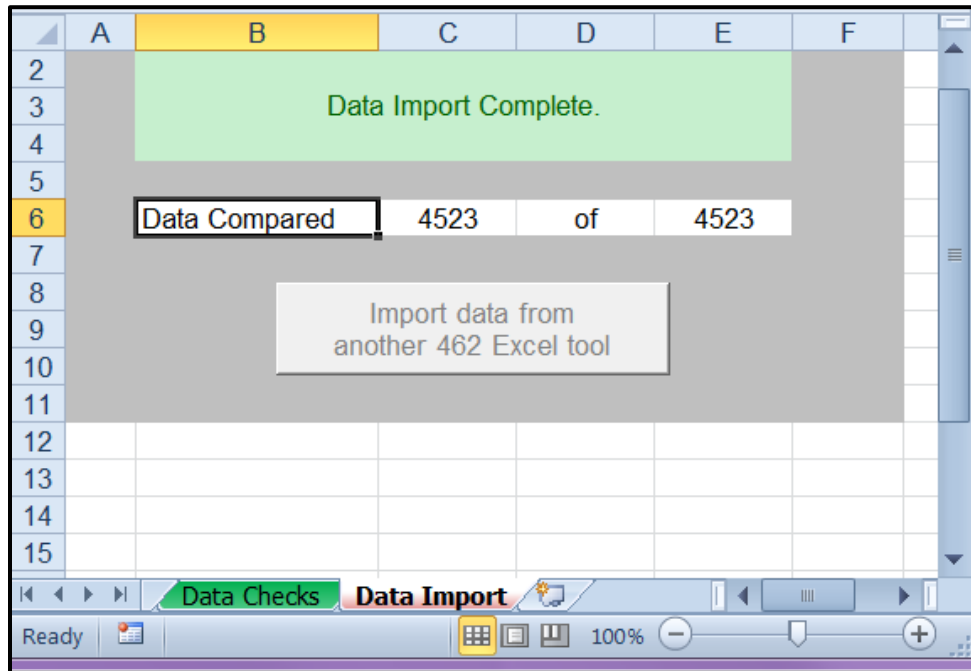 A B C D E F
2
3 Data Import Complete.
4
5
6 Data Compared 4523 of 4523
7
8
Import data from
9
another 462 Excel tool
10
11
12
13
14
15
Data Checks Data Import
Ready 100%